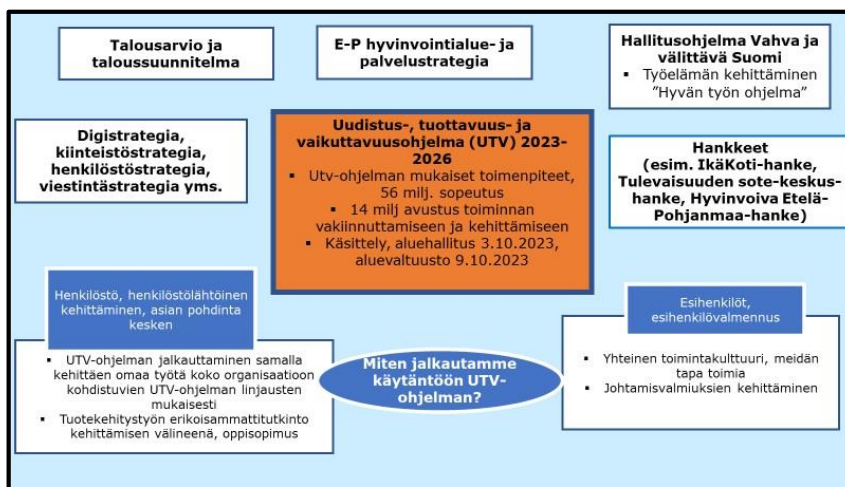 Talousarvio ja
taloussuunnitelma
E-P hyvinvointialue- ja
palvelustrategia
Hallitusohjelma Vahva ja
välittävä Suomi
▪ Työelämän kehittäminen
"Hyvän työn ohjelma"
Digistrategia,
kiinteistöstrategia,
henkilöstöstrategia,
viestintästrategia yms.
Uudistus-, tuottavuus- ja
vaikuttavuusohjelma (UTV) 2023-
2026
▪ Utv-ohjelman mukaiset toimenpiteet,
56 milj. sopeutus
▪ 14 milj avustus toiminnan
vakiinnuttamiseen ja kehittämiseen
▪ Käsittely, aluehallitus 3.10.2023,
aluevaltuusto 9.10.2023
Hankkeet
(esim. IkäKoti-hanke,
Tulevaisuuden sote-keskus-
hanke, Hyvinvoiva Etelä-
Pohjanmaa-hanke)
Henkilöstö, henkilöstölähtöinen
kehittäminen, asian pohdinta
kesken
▪ UTV-ohjelman jalkauttaminen samalla
kehittäen omaa työtä koko organisaatioon
kohdistuvien UTV-ohjelman linjausten
mukaisesti
▪ Tuotekehitystyön erikoisammattitutkinto
kehittämisen välineenä, oppisopimus
Miten jalkautamme
käytäntöön UTV-
ohjelman?
Esihenkilöt,
esihenkilövalmennus
▪ Yhteinen toimintakulttuuri, meidän
tapa toimia
▪ Johtamisvalmiuksien kehittäminen